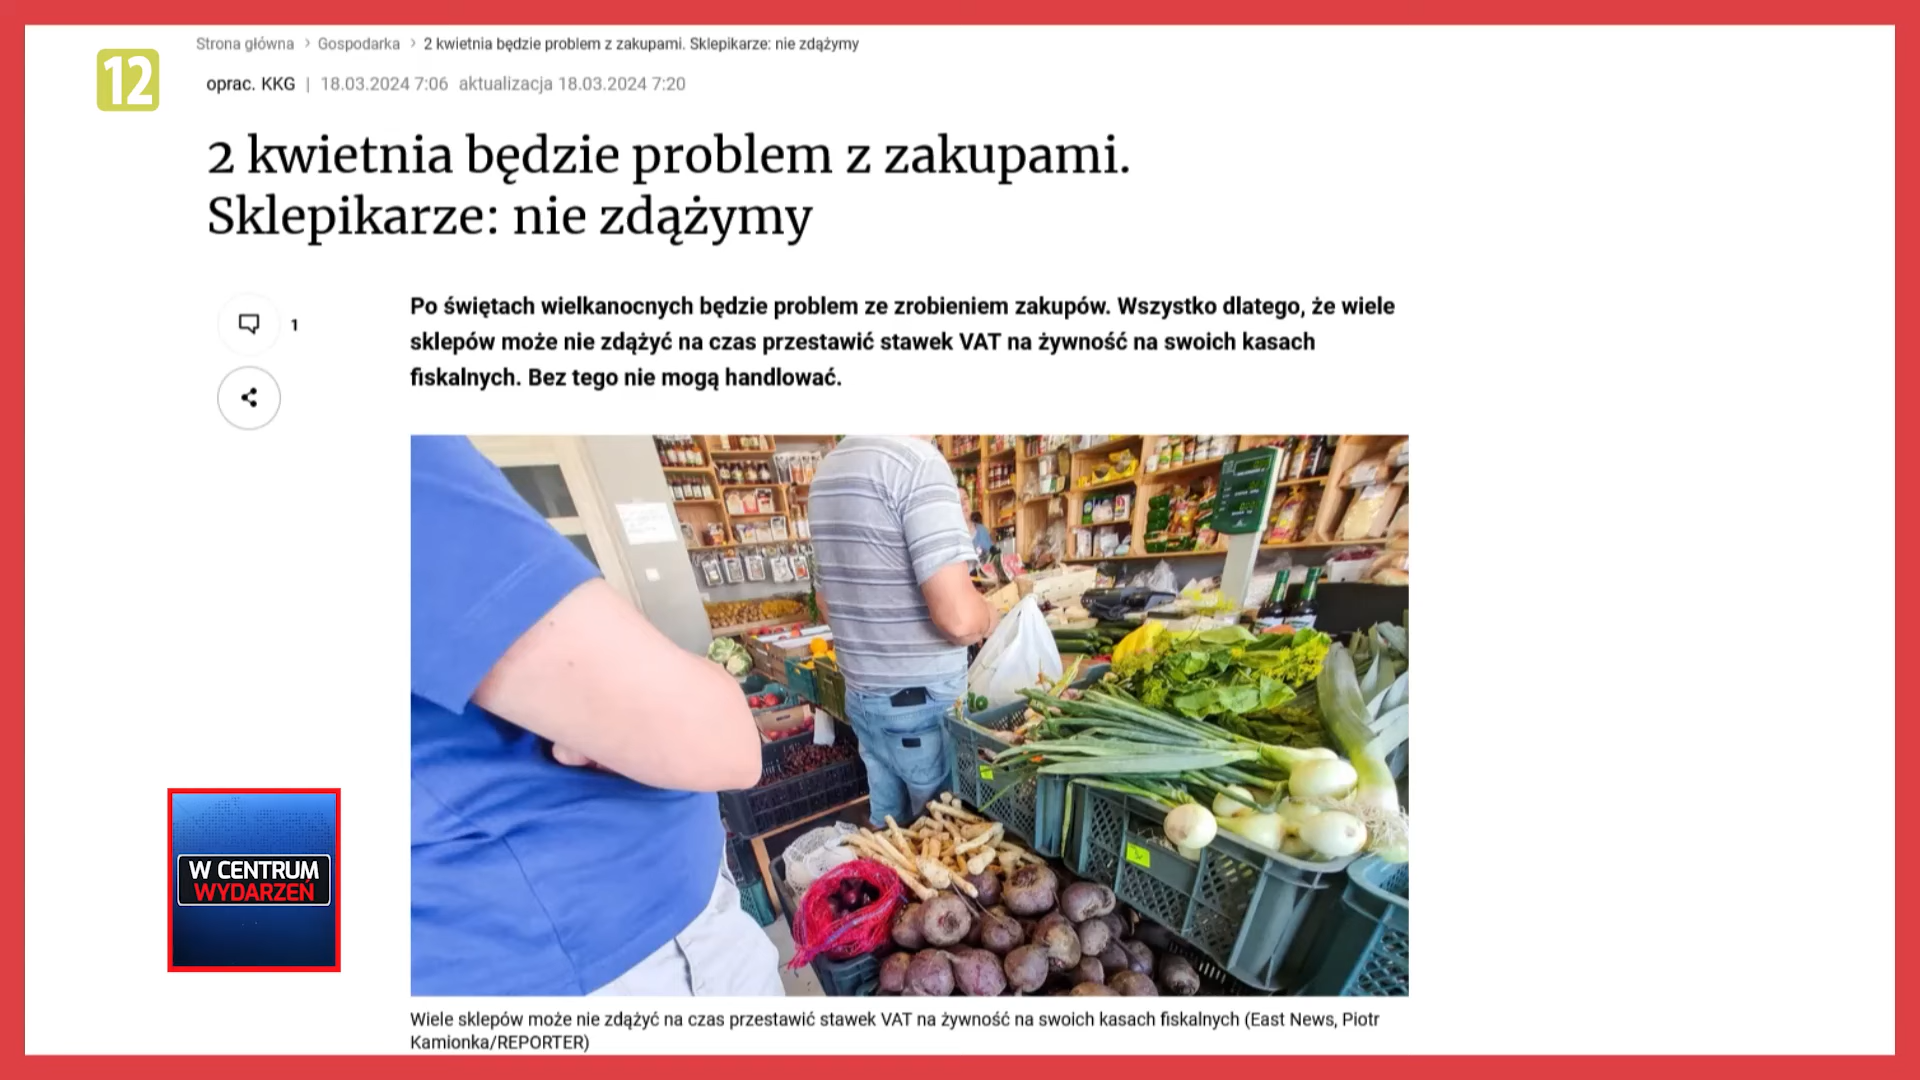 Strona główna > Gospodarka > 2 kwietnia będzie problem z zakupami. Sklepikarze: nie zdążymy
12
oprac. KKG | 18.03.2024 7:06 aktualizacja 18.03.2024 7:20
2 kwietnia będzie problem z zakupami.
Sklepikarze: nie zdążymy
1
Po świętach wielkanocnych będzie problem ze zrobieniem zakupów. Wszystko dlatego, że wiele
sklepów może nie zdążyć na czas przestawić stawek VAT na żywność na swoich kasach
fiskalnych. Bez tego nie mogą handlować.
W CENTRUM
WYDARZEŃ
Wiele sklepów może nie zdążyć na czas przestawić stawek VAT na żywność na swoich kasach fiskalnych (East News, Piotr
Kamionka/REPORTER)